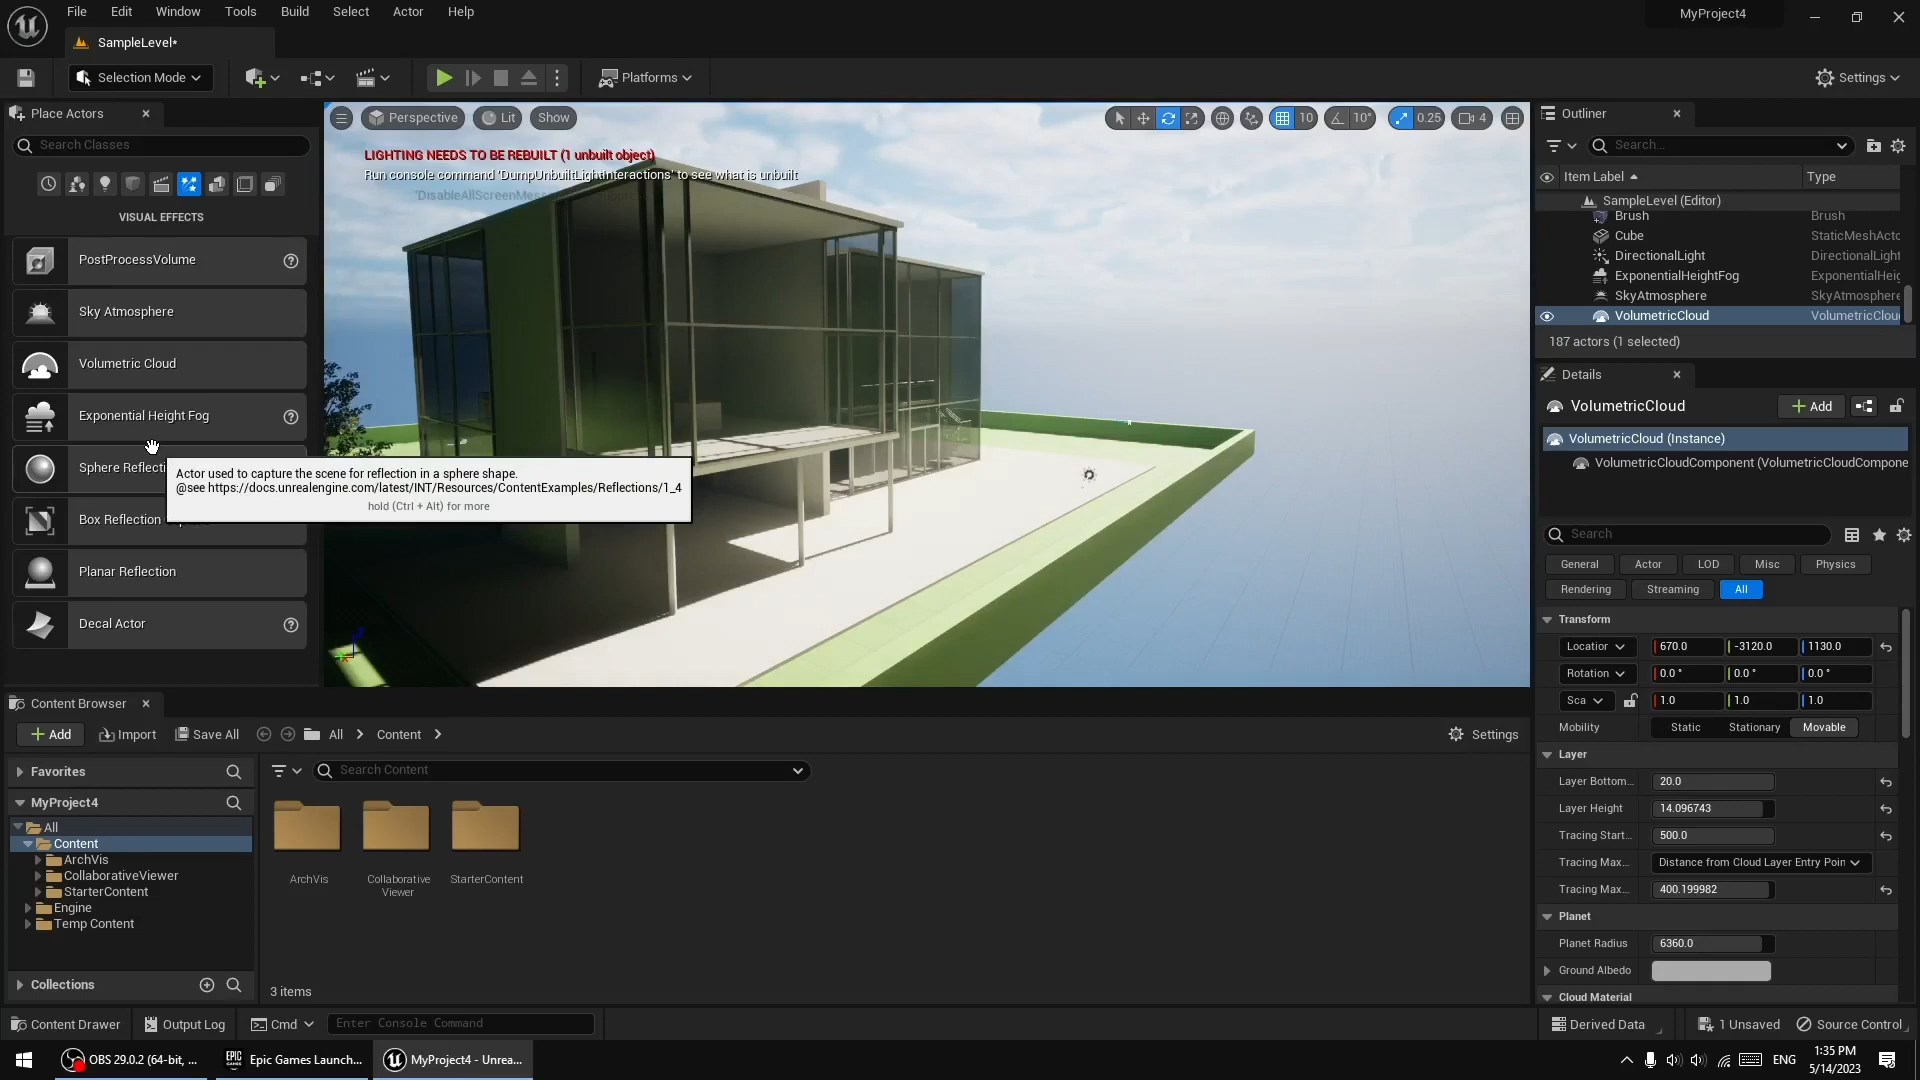 File Edit Window Tools Build Select Actor Help
MyProject4
SampleLevel*
Selection Mode
Platforms
Settings
Place Actors
Search Classes
VISUAL EFFECTS
PostProcessVolume
Sky Atmosphere
Volumetric Cloud
Exponential Height Fog
Sphere Reflecti
Box Reflection
Planar Reflection
Decal Actor
Actor used to capture the scene for reflection in a sphere shape.
@see https://docs.unrealengine.com/latest/INT/Resources/ContentExamples/Reflections/1_4
hold (Ctrl + Alt) for more
Perspective Lit Show
10 10° 0.25 4
LIGHTING NEEDS TO BE REBUILT (1 unbuilt object)
Run console command 'DumpUnbuiltLightInteractions' to see what is unbuilt
'DisableAllScreenMess
Outliner
Search...
Item Label Type
SampleLevel (Editor)
Brush Brush
Cube StaticMeshActo
DirectionalLight DirectionalLight
ExponentialHeightFog ExponentialHeig
SkyAtmosphere SkyAtmosphere
VolumetricCloud VolumetricClou
187 actors (1 selected)
Details
VolumetricCloud
Add
VolumetricCloud (Instance)
VolumetricCloudComponent (VolumetricCloudCompone
Search
General Actor LOD Misc Physics
Rendering Streaming All
Transform
Locatior 670.0 -3120.0 1130.0
Rotation 0.0 ° 0.0 ° 0.0 °
Sca 1.0 1.0 1.0
Mobility Static Stationary Movable
Layer
Layer Bottom... 20.0
Layer Height 14.096743
Tracing Start... 500.0
Tracing Max... Distance from Cloud Layer Entry Poin
Tracing Max... 400.199982
Planet
Planet Radius 6360.0
Ground Albedo
Cloud Material
Content Browser
Add Import Save All All Content Settings
Favorites
Search Content
MyProject4
All
Content
ArchVis
CollaborativeViewer
StarterContent
Engine
Temp Content
Collections
ArchVis
Collaborative
Viewer
StarterContent
3 items
Content Drawer Output Log Cmd Enter Console Command
Derived Data 1 Unsaved Source Control
OBS 29.0.2 (64-bit, ...
EPIC
GAMES
Epic Games Launch...
MyProject4 - Unrea...
ENG
1:35 PM
5/14/2023